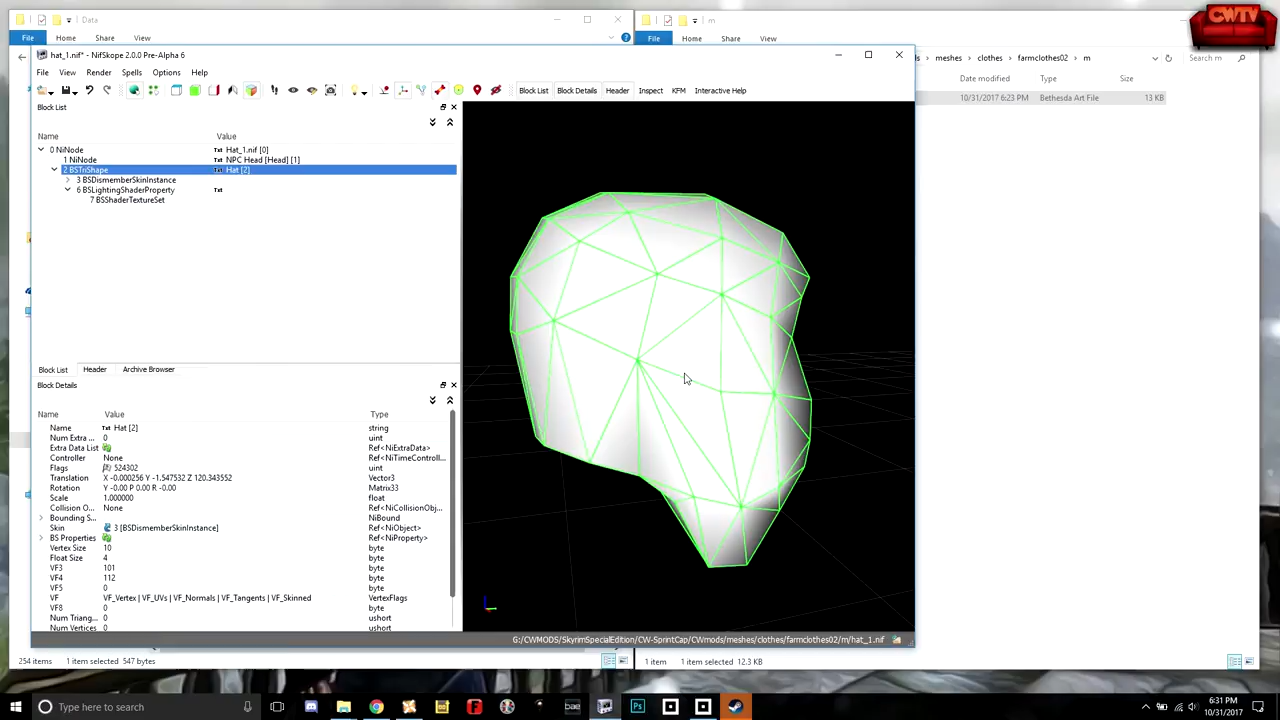 Data
m
CWTV
File
Home
Share
View
File
Home
Share
View
hat_1.nif* - NifSkope 2.0.0 Pre-Alpha 6
meshes
clothes
farmclothes02
m
Search m
File View Render Spells Options Help
Date modified
Type
Size
Block List
Block Details
Header
Inspect
KFM
Interactive Help
10/31/2017 6:23 PM
Bethesda Art File
13 KB
Block List
Name
Value
0 NiNode
Txt Hat_1.nif [0]
1 NiNode
Txt NPC Head [Head] [1]
2 BSTriShape
Txt Hat [2]
3 BSDismemberSkinInstance
6 BSLightingShaderProperty
Txt
7 BSShaderTextureSet
Block List
Header
Archive Browser
Block Details
Name Value Type
Name Txt Hat [2] string
Num Extra ... 0 uint
Extra Data List Ref<NiExtraData>
Controller None Ref<NiTimeControll...
Flags 524302 uint
Translation X -0.000256 Y -1.547532 Z 120.343552 Vector3
Rotation Y -0.00 P 0.00 R -0.00 Matrix33
Scale 1.000000 float
Collision O... None Ref<NiCollisionObj...
Bounding S... NiBound
Skin 3 [BSDismemberSkinInstance] Ref<NiObject>
BS Properties Ref<NiProperty>
Vertex Size 10 byte
Float Size 4 byte
VF3 101 byte
VF4 112 byte
VF5 0 byte
VF VF_Vertex | VF_UVs | VF_Normals | VF_Tangents | VF_Skinned VertexFlags
VF8 0 byte
Num Triang... 0 ushort
Num Vertices 0 ushort
G:/CWMODS/SkyrimSpecialEdition/CW-SprintCap/CWmods/meshes/clothes/farmclothes02/m/hat_1.nif
254 items
1 item selected 547 bytes
1 item
1 item selected 12.3 KB
Type here to search
bae
Ps
6:31 PM
10/31/2017